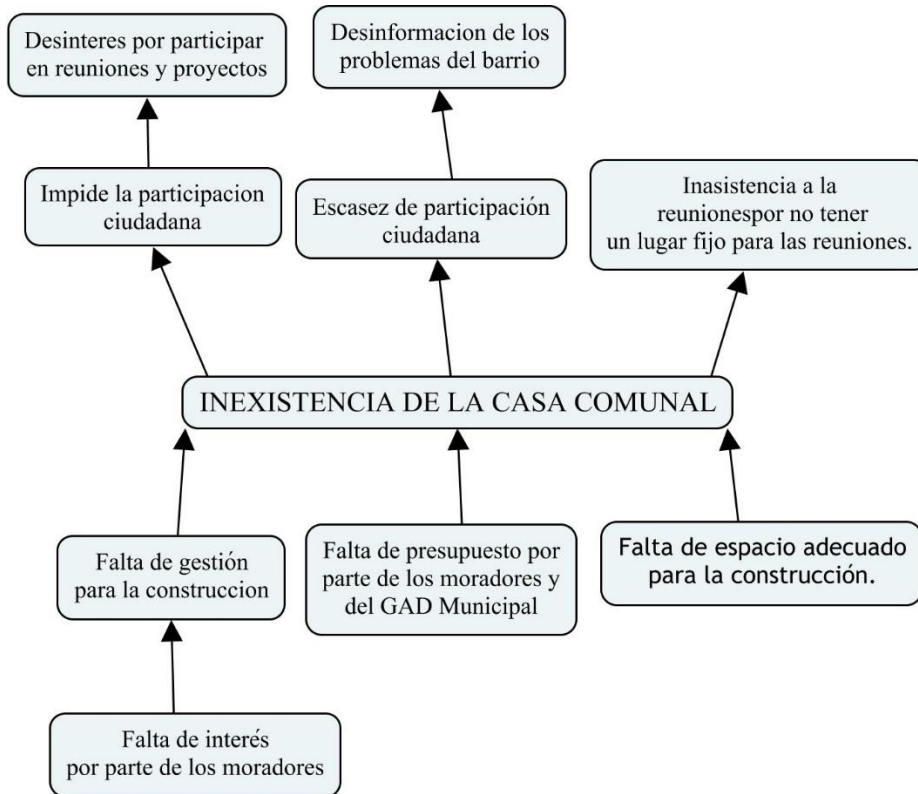 Desinteres por participar
en reuniones y proyectos
Desinformacion de los
problemas del barrio
Impide la participacion
ciudadana
Escasez de participación
ciudadana
Inasistencia a la
reunionespor no tener
un lugar fijo para las reuniones.
INEXISTENCIA DE LA CASA COMUNAL
Falta de gestión
para la construccion
Falta de presupuesto por
parte de los moradores y
del GAD Municipal
Falta de espacio adecuado
para la construcción.
Falta de interés
por parte de los moradores